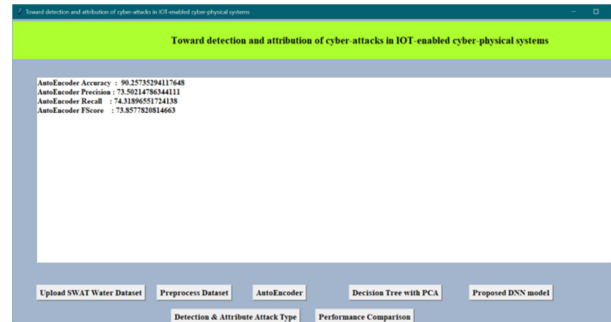 Toward detection and attribution of cyber-attacks in IOT-enabled cyber-physical systems
Toward detection and attribution of cyber-attacks in IOT-enabled cyber-physical systems
AutoEncoder Accuracy : 90.25735294117648
AutoEncoder Precision : 73.50214786344111
AutoEncoder Recall : 74.31896551724138
AutoEncoder FScore : 73.8577820814663
Upload SWAT Water Dataset Preprocess Dataset AutoEncoder Decision Tree with PCA Proposed DNN model
Detection & Attribute Attack Type Performance Comparison